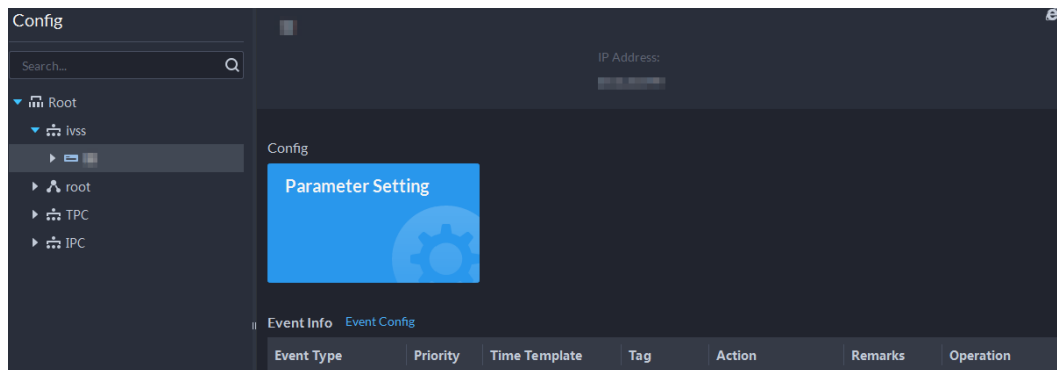 Config
Search...
Root
ivss
root
TPC
IPC
IP Address:
Config
Parameter Setting
Event Info Event Config
Event Type Priority Time Template Tag Action Remarks Operation